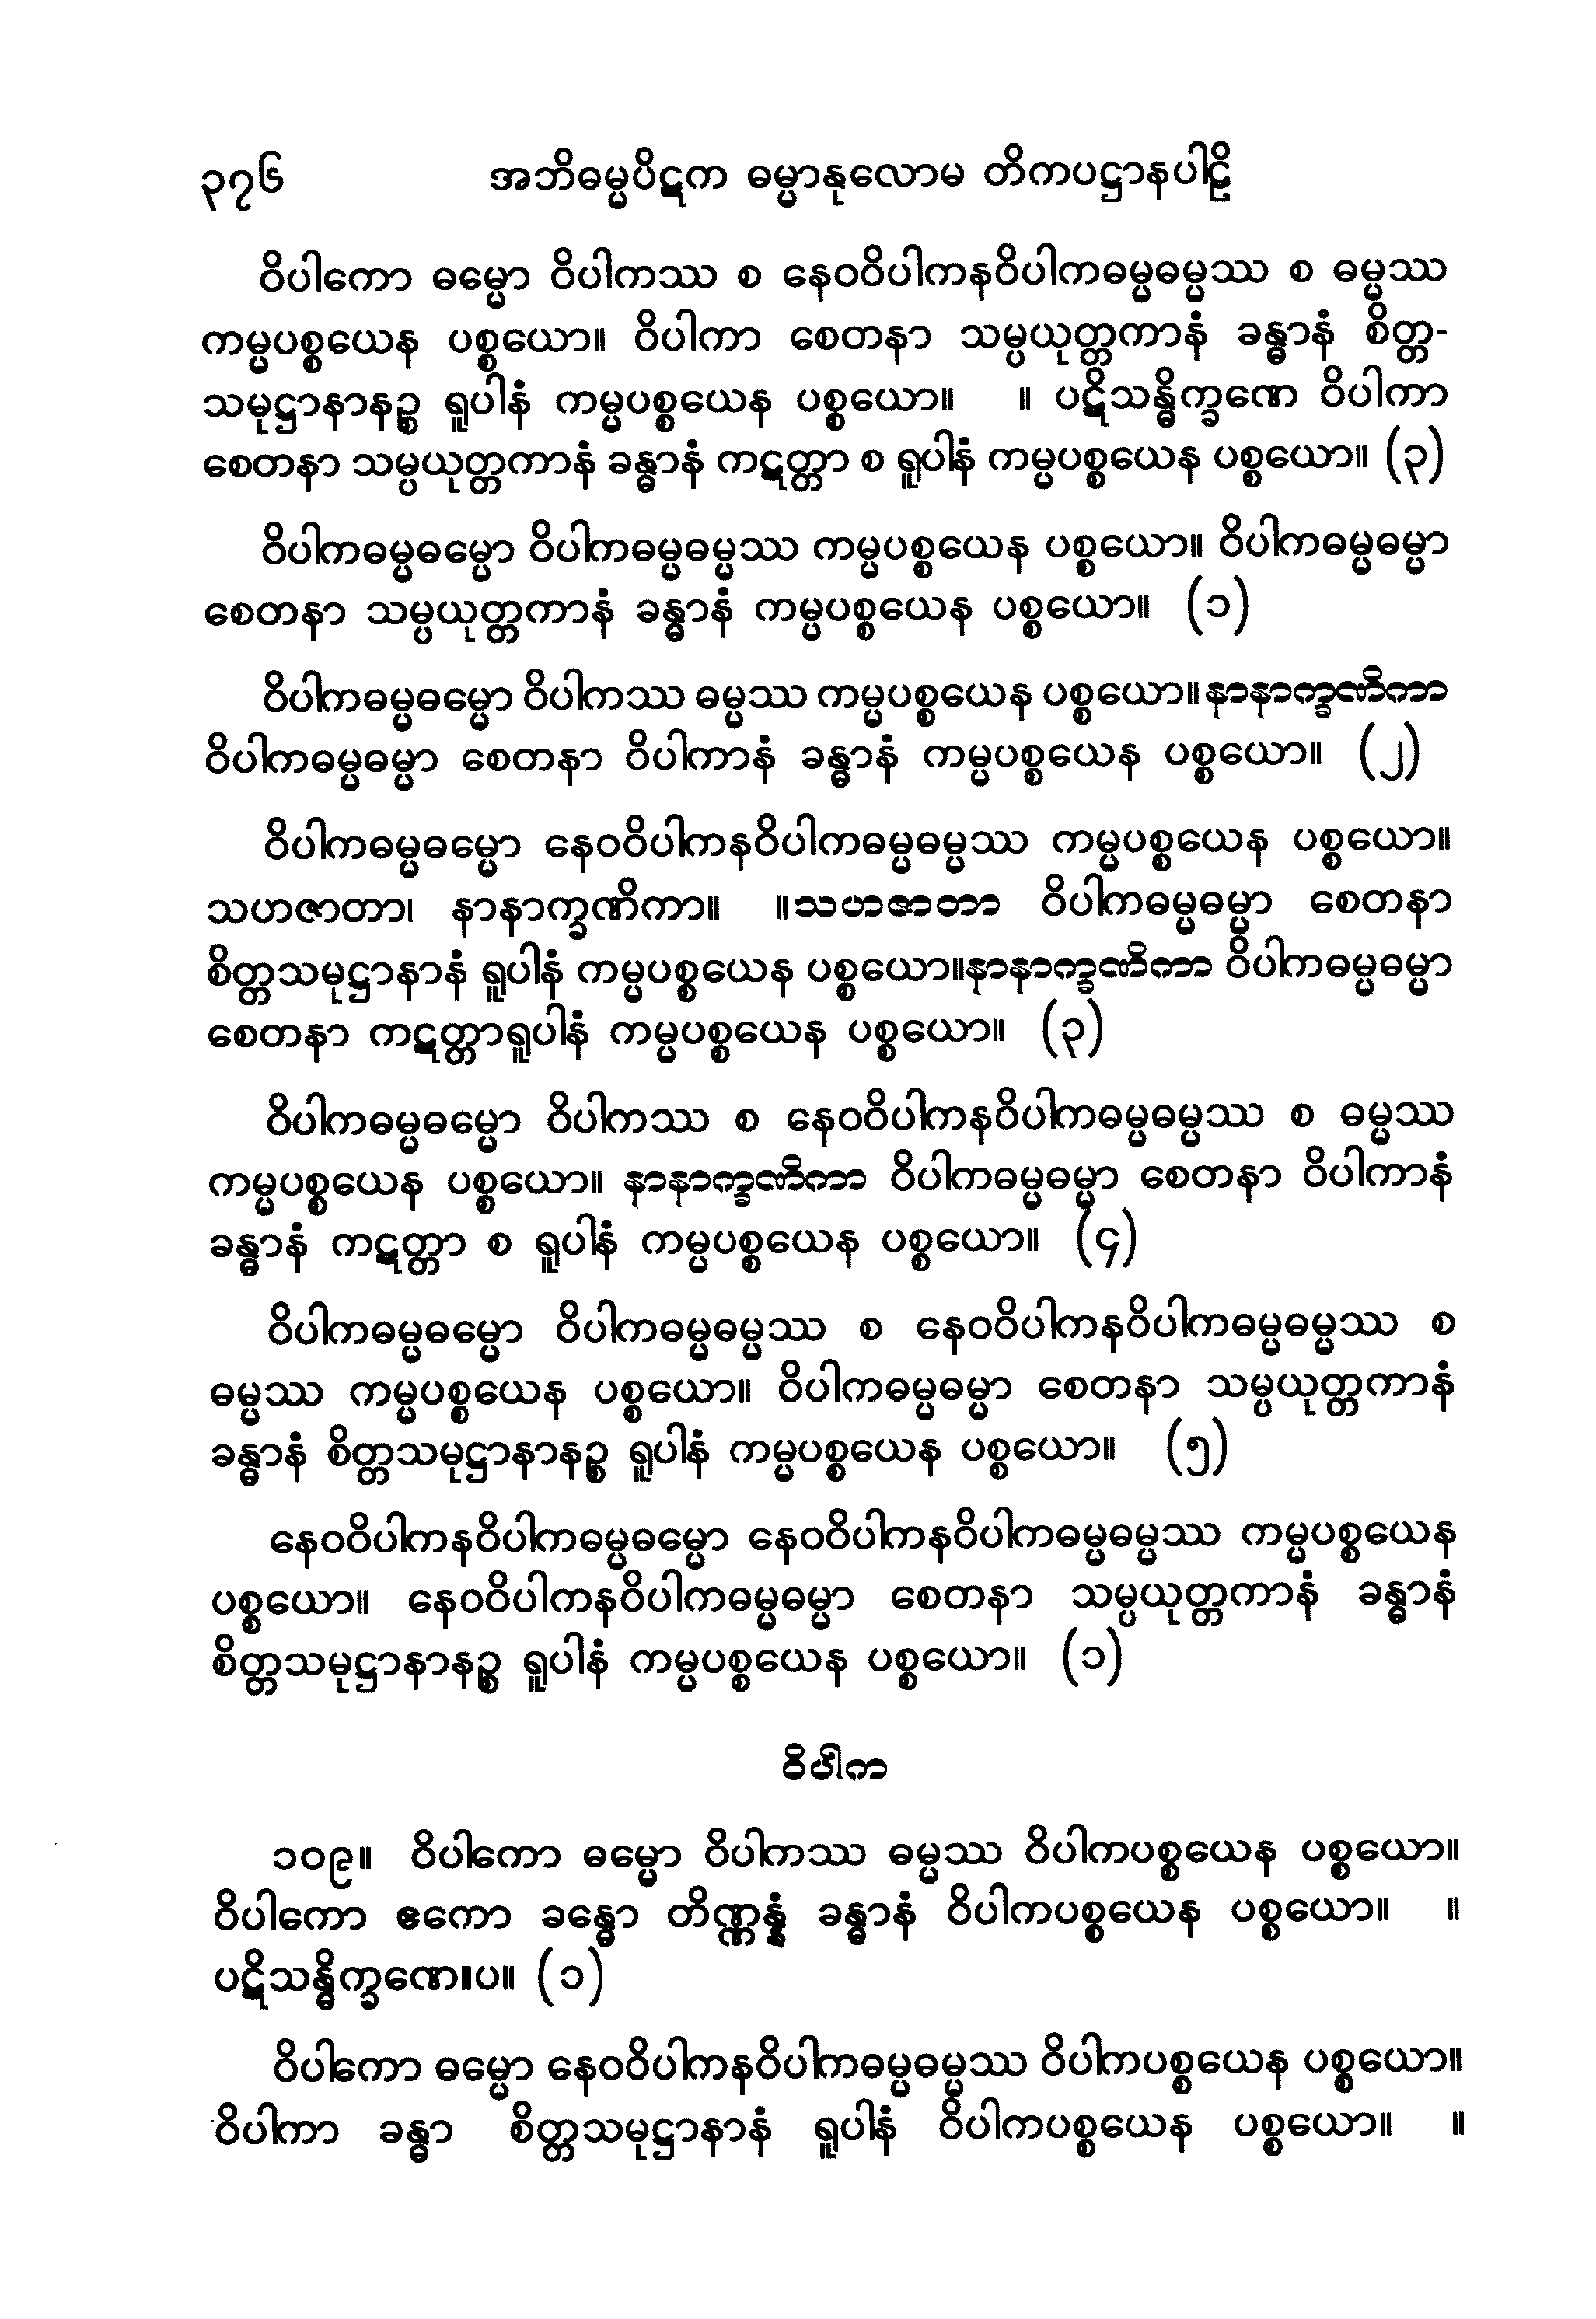 ၃၇၆ အဘိဓမ္မပိဋက ဓမ္မာနုလောမ တိကပဋ္ဌာနပါဠိ
ဝိပါကော ဓမ္မော ဝိပါကဿ စ နေဝဝိပါကနဝိပါကဓမ္မဓမ္မဿ စ ဓမ္မဿ
ကမ္မပစ္စယေန ပစ္စယော။ ဝိပါကာ စေတနာ သမ္ပယုတ္တကာနံ ခန္ဓာနံ စိတ္တ-
သမုဋ္ဌာနာနဉ္စ ရူပါနံ ကမ္မပစ္စယေန ပစ္စယော။ ။ ပဋိသန္ဓိက္ခဏေ ဝိပါကာ
စေတနာ သမ္ပယုတ္တကာနံ ခန္ဓာနံ ကဋတ္တာ စ ရူပါနံ ကမ္မပစ္စယေန ပစ္စယော။ (၃)
ဝိပါကဓမ္မဓမ္မော ဝိပါကဓမ္မဓမ္မဿ ကမ္မပစ္စယေန ပစ္စယော။ ဝိပါကဓမ္မဓမ္မာ
စေတနာ သမ္ပယုတ္တကာနံ ခန္ဓာနံ ကမ္မပစ္စယေန ပစ္စယော။ (၁)
ဝိပါကဓမ္မဓမ္မော ဝိပါကဿ ဓမ္မဿ ကမ္မပစ္စယေန ပစ္စယော။ နာနာက္ခဏိကာ
ဝိပါကဓမ္မဓမ္မာ စေတနာ ဝိပါကာနံ ခန္ဓာနံ ကမ္မပစ္စယေန ပစ္စယော။ (၂)
ဝိပါကဓမ္မဓမ္မော နေဝဝိပါကနဝိပါကဓမ္မဓမ္မဿ ကမ္မပစ္စယေန ပစ္စယော။
သဟဇာတာ၊ နာနာက္ခဏိကာ။ ။သဟဇာတာ ဝိပါကဓမ္မဓမ္မာ စေတနာ
စိတ္တသမုဋ္ဌာနာနံ ရူပါနံ ကမ္မပစ္စယေန ပစ္စယော။နာနာက္ခဏိကာ ဝိပါကဓမ္မဓမ္မာ
စေတနာ ကဋတ္တာရူပါနံ ကမ္မပစ္စယေန ပစ္စယော။ (၃)
ဝိပါကဓမ္မဓမ္မော ဝိပါကဿ စ နေဝဝိပါကနဝိပါကဓမ္မဓမ္မဿ စ ဓမ္မဿ
ကမ္မပစ္စယေန ပစ္စယော။ နာနာက္ခဏိကာ ဝိပါကဓမ္မဓမ္မာ စေတနာ ဝိပါကာနံ
ခန္ဓာနံ ကဋတ္တာ စ ရူပါနံ ကမ္မပစ္စယေန ပစ္စယော။ (၄)
ဝိပါကဓမ္မဓမ္မော ဝိပါကဓမ္မဓမ္မဿ စ နေဝဝိပါကနဝိပါကဓမ္မဓမ္မဿ စ
ဓမ္မဿ ကမ္မပစ္စယေန ပစ္စယော။ ဝိပါကဓမ္မဓမ္မာ စေတနာ သမ္ပယုတ္တကာနံ
ခန္ဓာနံ စိတ္တသမုဋ္ဌာနာနဉ္စ ရူပါနံ ကမ္မပစ္စယေန ပစ္စယော။ (၅)
နေဝဝိပါကနဝိပါကဓမ္မဓမ္မော နေဝဝိပါကနဝိပါကဓမ္မဓမ္မဿ ကမ္မပစ္စယေန
ပစ္စယော။ နေဝဝိပါကနဝိပါကဓမ္မဓမ္မာ စေတနာ သမ္ပယုတ္တကာနံ ခန္ဓာနံ
စိတ္တသမုဋ္ဌာနာနဉ္စ ရူပါနံ ကမ္မပစ္စယေန ပစ္စယော။ (၁)
ဝိပါက
၁၀၉။ ဝိပါကော ဓမ္မော ဝိပါကဿ ဓမ္မဿ ဝိပါကပစ္စယေန ပစ္စယော။
ဝိပါကော ဧကော ခန္ဓော တိဏ္ဏန္နံ ခန္ဓာနံ ဝိပါကပစ္စယေန ပစ္စယော။ ။
ပဋိသန္ဓိက္ခဏေ။ပ။ (၁)
ဝိပါကော ဓမ္မော နေဝဝိပါကနဝိပါကဓမ္မဓမ္မဿ ဝိပါကပစ္စယေန ပစ္စယော။
ဝိပါကာ ခန္ဓာ စိတ္တသမုဋ္ဌာနာနံ ရူပါနံ ဝိပါကပစ္စယေန ပစ္စယော။ ။